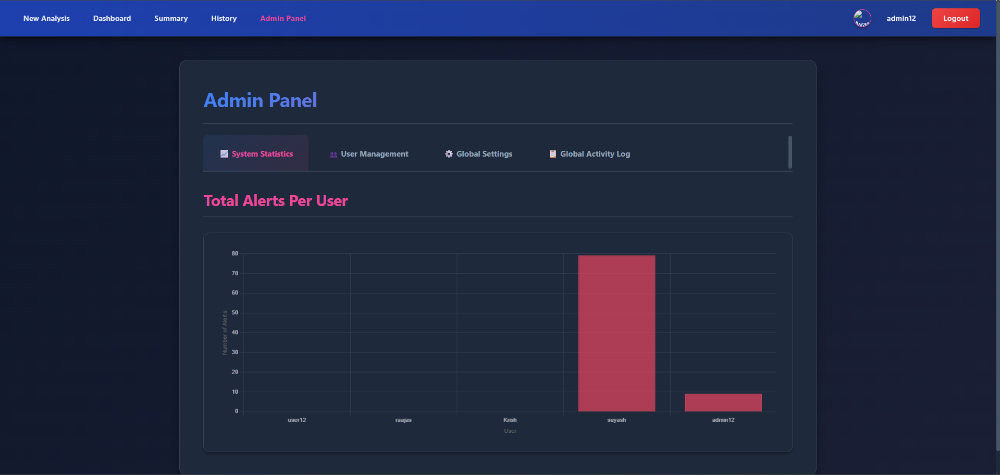 New Analysis Dashboard Summary History Admin Panel Avat admin12 Logout
Admin Panel
System Statistics User Management Global Settings Global Activity Log
Total Alerts Per User
80
70
60
50
40
30
20
10
0
Number of Alerts
user12 raajas Krish suyash admin12
User